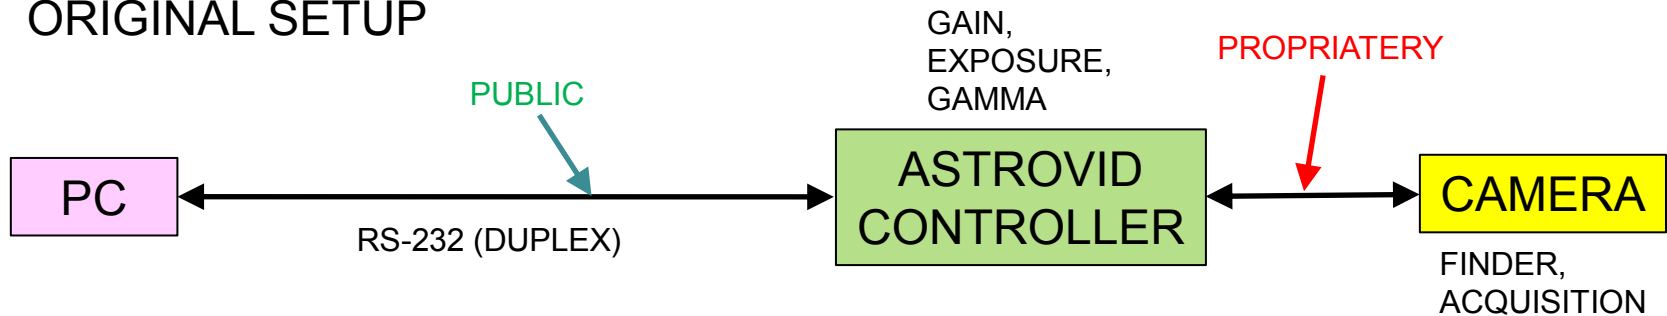 ORIGINAL SETUP
GAIN,
EXPOSURE,
GAMMA
PROPRIATERY
PUBLIC
PC
RS-232 (DUPLEX)
ASTROVID
CONTROLLER
CAMERA
FINDER,
ACQUISITION